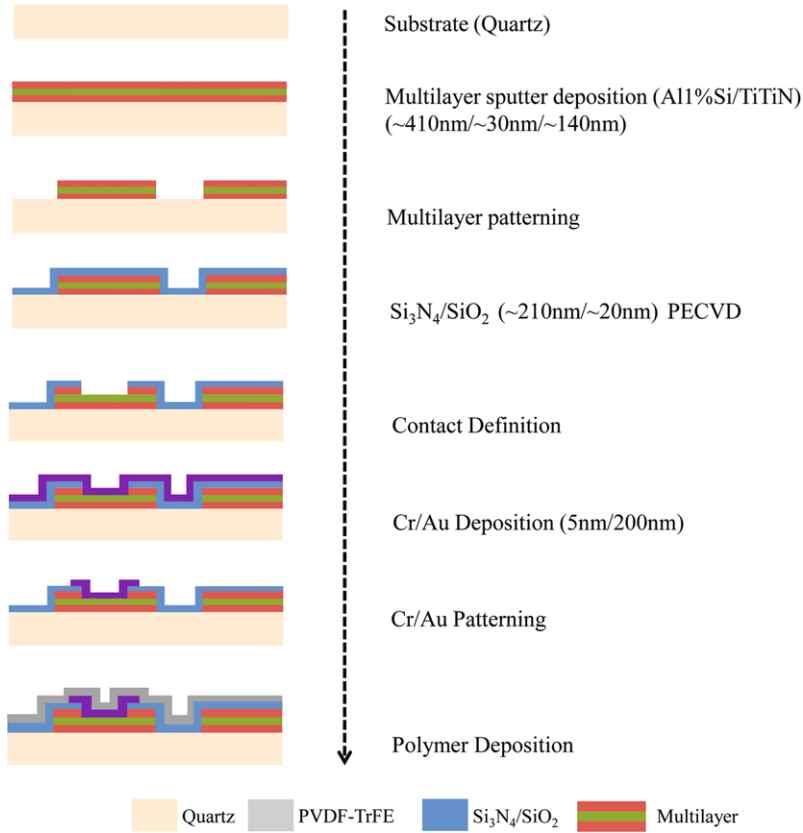 Substrate (Quartz)
Multilayer sputter deposition (Al1%Si/TiTiN)
(~410nm/~30nm/~140nm)
Multilayer patterning
Si₃N₄/SiO₂ (~210nm/~20nm) PECVD
Contact Definition
Cr/Au Deposition (5nm/200nm)
Cr/Au Patterning
Polymer Deposition
Quartz PVDF-TrFE Si₃N₄/SiO₂ Multilayer